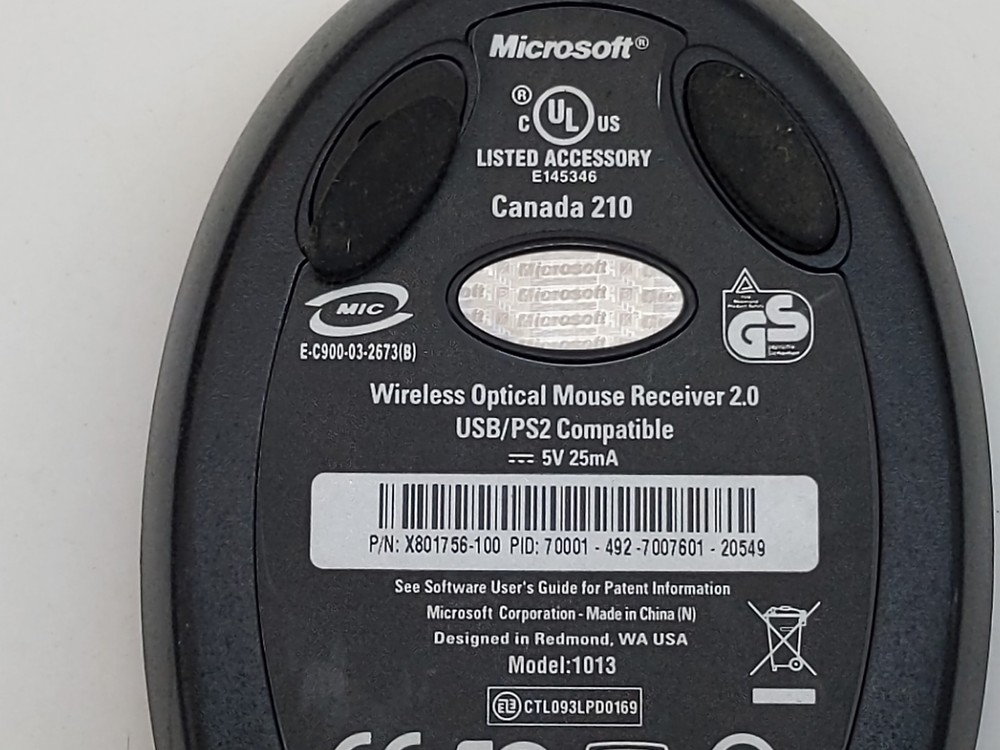 Microsoft®
®
C UL US
LISTED ACCESSORY
E145346
Canada 210
Microsoft
Microsoft
Microsoft
MIC
E-C900-03-2673(B)
GS
Wireless Optical Mouse Receiver 2.0
USB/PS2 Compatible
5V 25mA
P/N: X801756-100 PID: 70001 - 492 -7007601 - 20549
See Software User's Guide for Patent Information
Microsoft Corporation - Made in China (N)
Designed in Redmond, WA USA
Model:1013
CTL093LPD0169